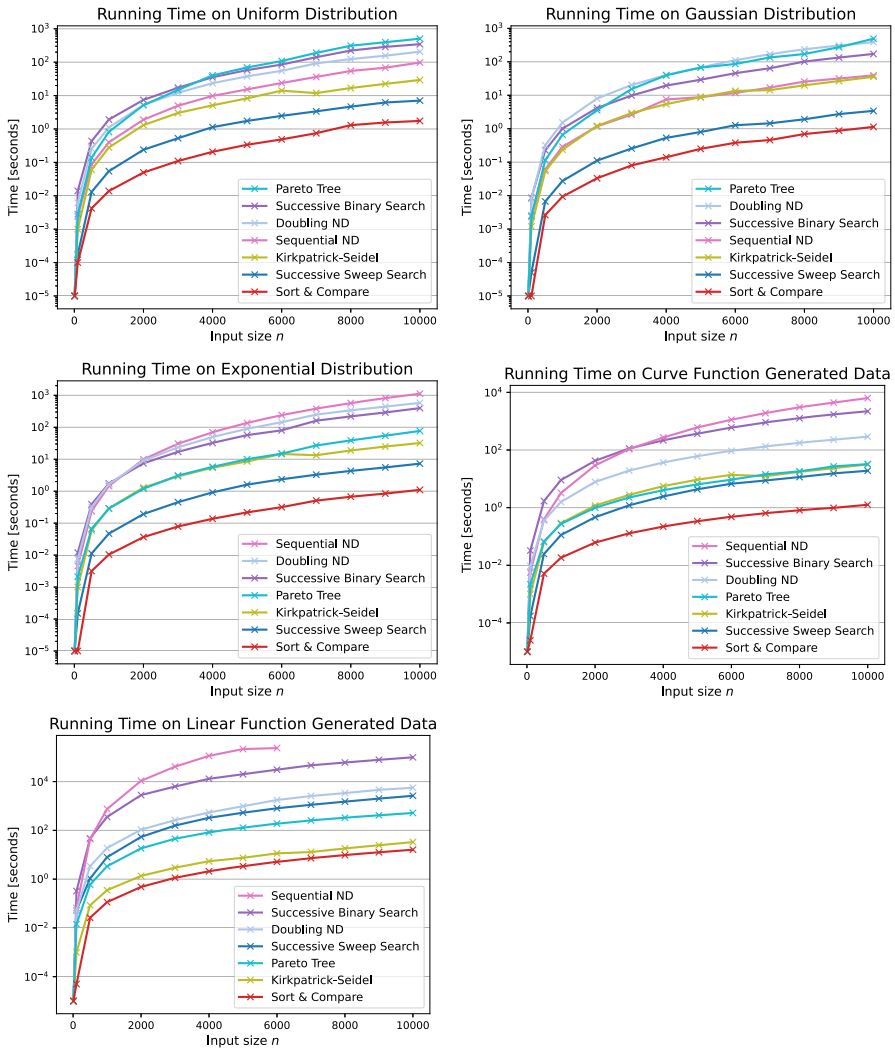 Running Time on Uniform Distribution
10³
10²
10¹
10⁰
10⁻¹
10⁻²
10⁻³
10⁻⁴
10⁻⁵
Time [seconds]
Pareto Tree
Successive Binary Search
Doubling ND
Sequential ND
Kirkpatrick–Seidel
Successive Sweep Search
Sort & Compare
0 2000 4000 6000 8000 10000
Input size n
Running Time on Gaussian Distribution
10³
10²
10¹
10⁰
10⁻¹
10⁻²
10⁻³
10⁻⁴
10⁻⁵
Time [seconds]
Pareto Tree
Doubling ND
Successive Binary Search
Sequential ND
Kirkpatrick–Seidel
Successive Sweep Search
Sort & Compare
0 2000 4000 6000 8000 10000
Input size n
Running Time on Exponential Distribution
10³
10²
10¹
10⁰
10⁻¹
10⁻²
10⁻³
10⁻⁴
10⁻⁵
Time [seconds]
Sequential ND
Doubling ND
Successive Binary Search
Pareto Tree
Kirkpatrick–Seidel
Successive Sweep Search
Sort & Compare
0 2000 4000 6000 8000 10000
Input size n
Running Time on Curve Function Generated Data
10⁴
10²
10⁰
10⁻²
10⁻⁴
Time [seconds]
Sequential ND
Successive Binary Search
Doubling ND
Pareto Tree
Kirkpatrick–Seidel
Successive Sweep Search
Sort & Compare
0 2000 4000 6000 8000 10000
Input size n
Running Time on Linear Function Generated Data
10⁴
10²
10⁰
10⁻²
10⁻⁴
Time [seconds]
Sequential ND
Successive Binary Search
Doubling ND
Successive Sweep Search
Pareto Tree
Kirkpatrick–Seidel
Sort & Compare
0 2000 4000 6000 8000 10000
Input size n